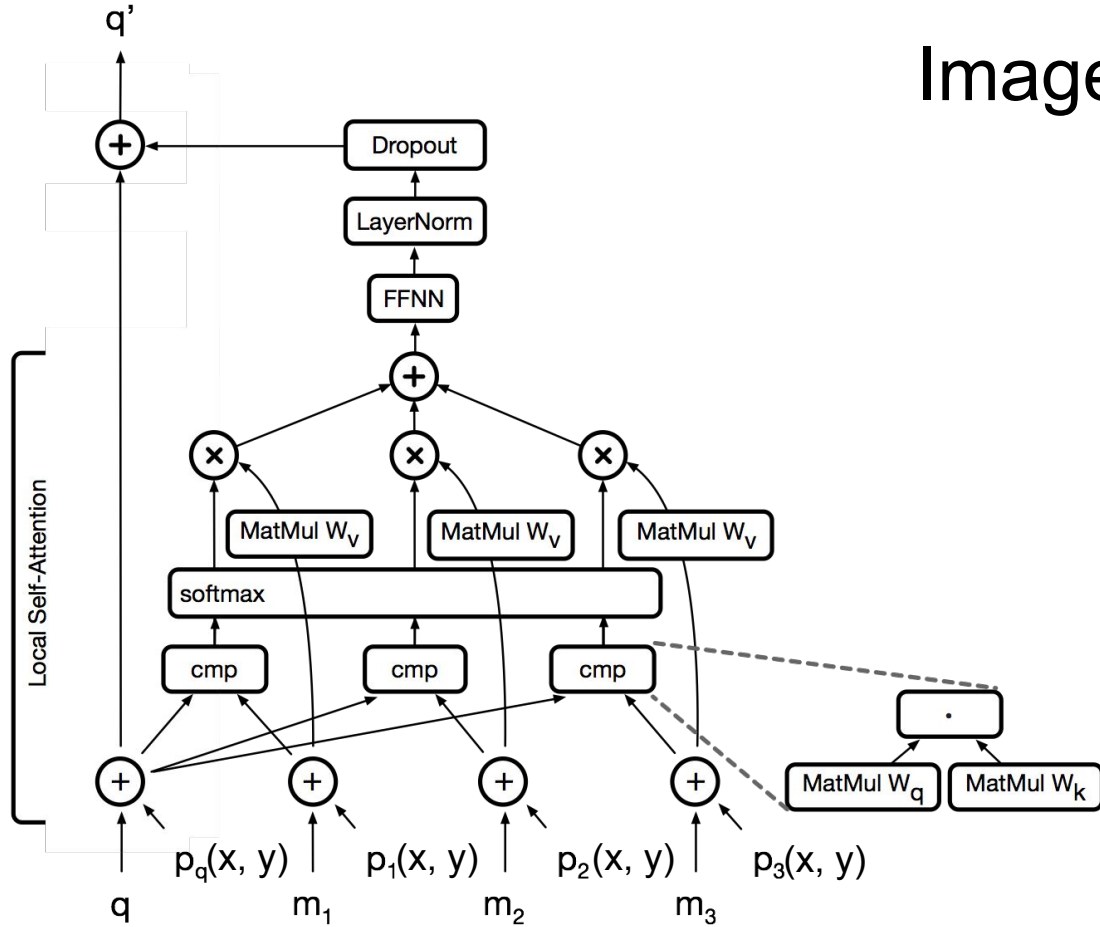 q’
Image
+
Dropout
LayerNorm
FFNN
+
× × ×
MatMul Wv MatMul Wv MatMul Wv
Local Self-Attention
softmax
cmp cmp cmp
·
+ + + +
MatMul Wq MatMul Wk
pq(x, y) p1(x, y) p2(x, y) p3(x, y)
q m1 m2 m3